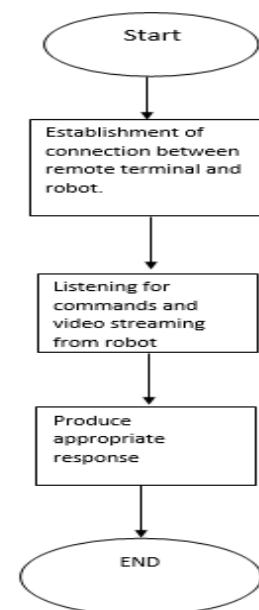 Start
Establishment of
connection between
remote terminal and
robot.
Listening for
commands and
video streaming
from robot
Produce
appropriate
response
END